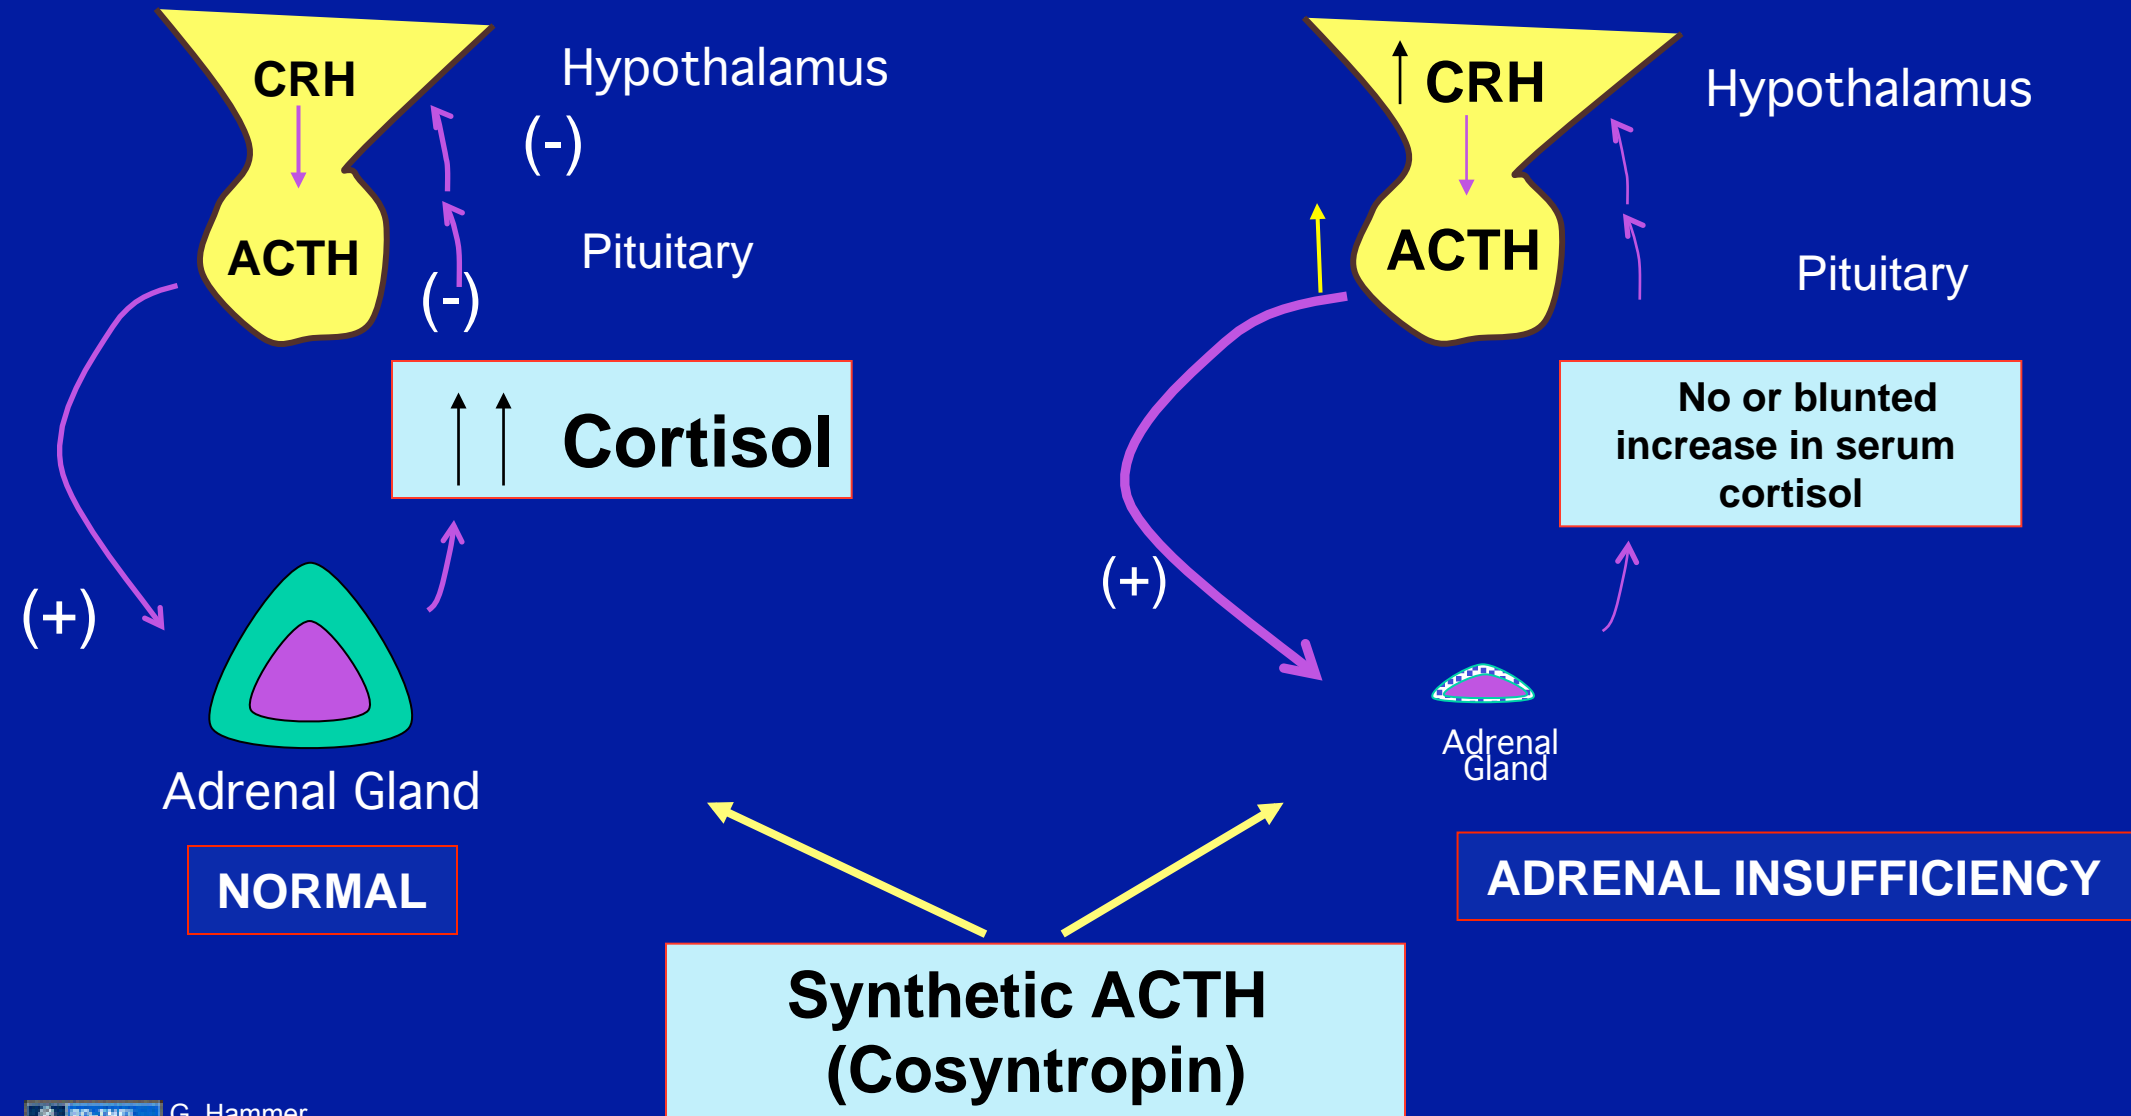 CRH
Hypothalamus
(-)
ACTH
Pituitary
(-)
Cortisol
(+)
Adrenal Gland
NORMAL
CRH
Hypothalamus
ACTH
Pituitary
No or blunted
increase in serum
cortisol
(+)
Adrenal
Gland
ADRENAL INSUFFICIENCY
Synthetic ACTH
(Cosyntropin)
G. Hammer